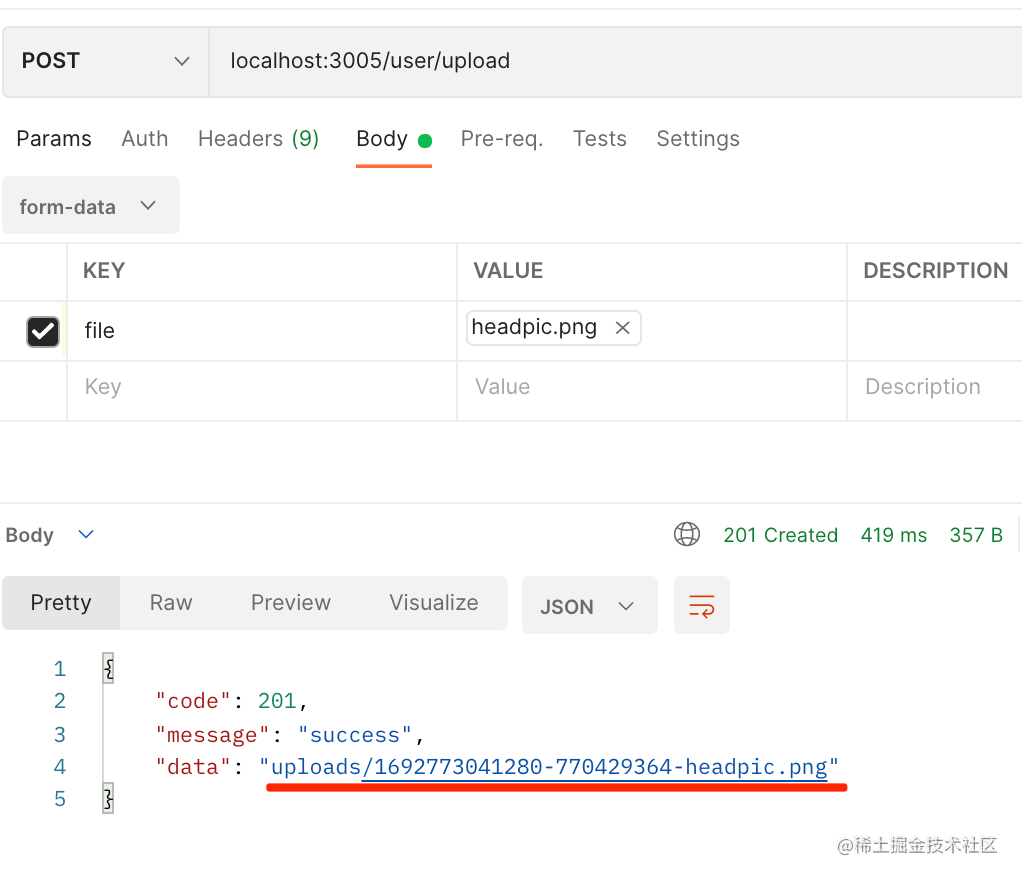 POST localhost:3005/user/upload
Params Auth Headers (9) Body Pre-req. Tests Settings
form-data
KEY VALUE DESCRIPTION
file headpic.png
Key Value Description
Body 201 Created 419 ms 357 B
Pretty Raw Preview Visualize JSON
1 {
2 "code": 201,
3 "message": "success",
4 "data": "uploads/1692773041280-770429364-headpic.png"
5 }
@稀土掘金技术社区